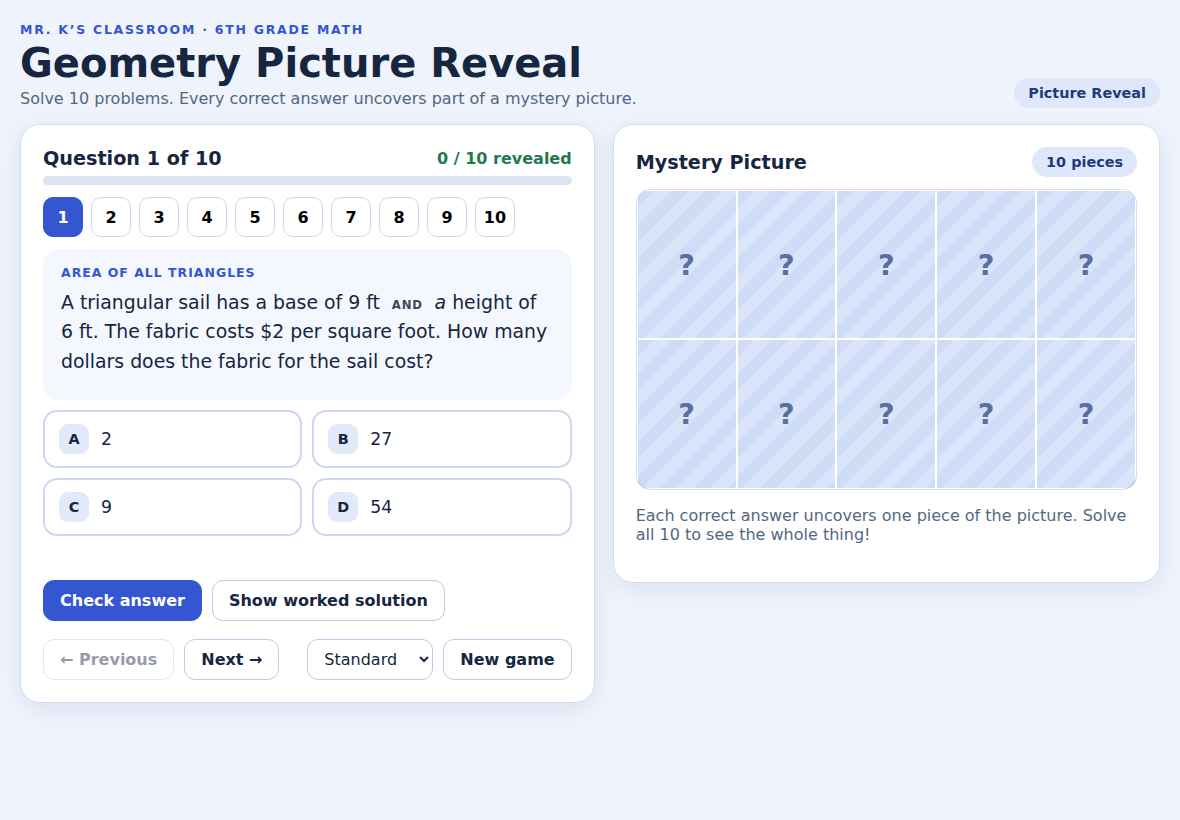 MR. K’S CLASSROOM · 6TH GRADE MATH
Geometry Picture Reveal
Solve 10 problems. Every correct answer uncovers part of a mystery picture.
Picture Reveal
Question 1 of 10
0 / 10 revealed
1 2 3 4 5 6 7 8 9 10
AREA OF ALL TRIANGLES
A triangular sail has a base of 9 ft AND a height of
6 ft. The fabric costs $2 per square foot. How many
dollars does the fabric for the sail cost?
A 2
B 27
C 9
D 54
Check answer
Show worked solution
← Previous
Next →
Standard
New game
Mystery Picture
10 pieces
? ? ? ? ?
? ? ? ? ?
Each correct answer uncovers one piece of the picture. Solve
all 10 to see the whole thing!